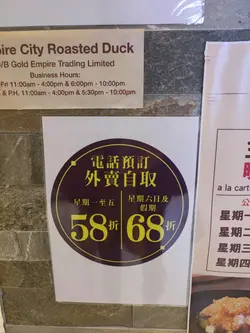 ire City Roasted Duck
/B Gold Empire Trading Limited
Business Hours:
Fri 11:00am - 4:00pm & 6:00pm - 10:00pm
& P.H. 11:00am - 4:00pm & 5:30pm - 10:00pm
電話預訂
外賣自取
星期一至五
58折
星期六日及
假期
68折
a la cart
星期一
星期二
星期三
星期四